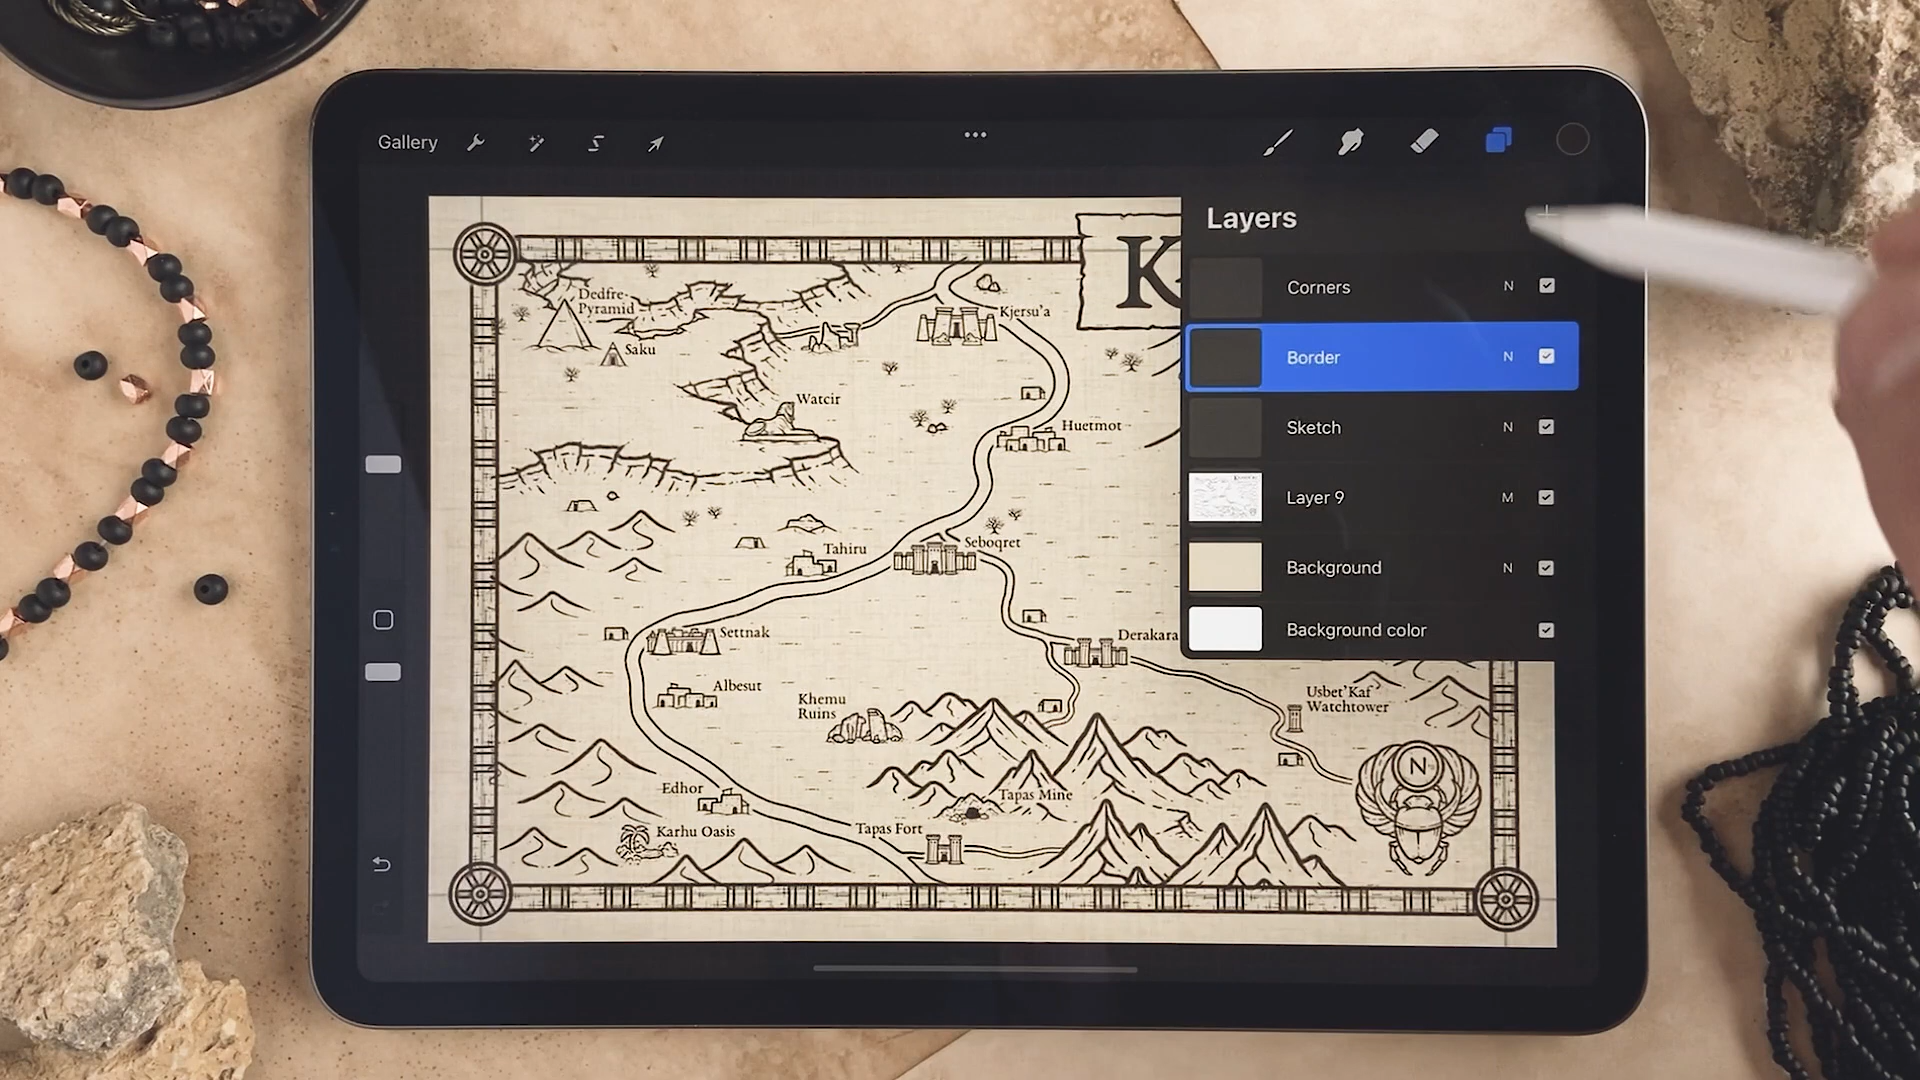 Gallery
Layers
Corners N
Border N
Sketch N
Layer 9 M
Background N
Background color
K
Dedfre-
Pyramid
Saku
Kjersu'a
Watcir
Huetmot
Tahiru
Seboqret
Settnak
Derakara
Albesut
Khemu
Ruins
Usbet'Kaf
Watchtower
N
Edhor
Tapas Mine
Karhu Oasis
Tapas Fort